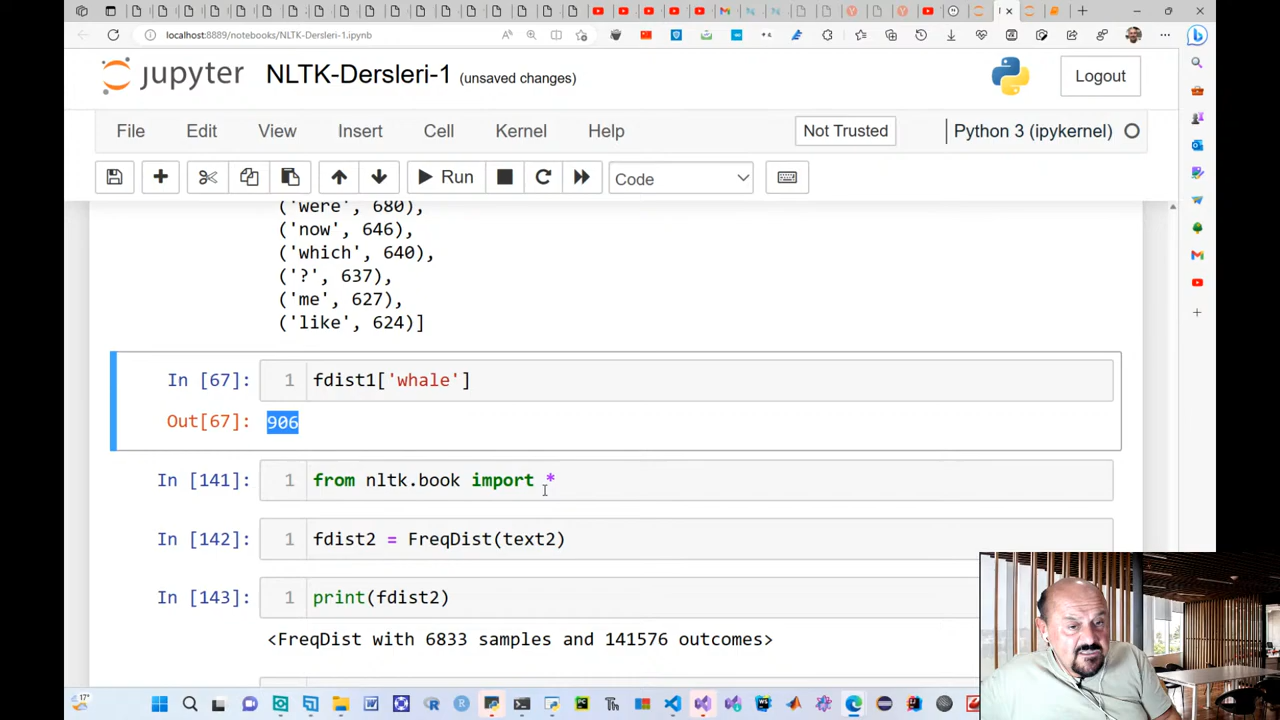 localhost:8889/notebooks/NLTK-Dersleri-1.ipynb
jupyter NLTK-Dersleri-1 (unsaved changes)
Logout
File Edit View Insert Cell Kernel Help Not Trusted Python 3 (ipykernel)
Run Code
('were', 680),
('now', 646),
('which', 640),
('?', 637),
('me', 627),
('like', 624)]
In [67]: 1 fdist1['whale']
Out[67]: 906
In [141]: 1 from nltk.book import *
In [142]: 1 fdist2 = FreqDist(text2)
In [143]: 1 print(fdist2)
<FreqDist with 6833 samples and 141576 outcomes>
17°